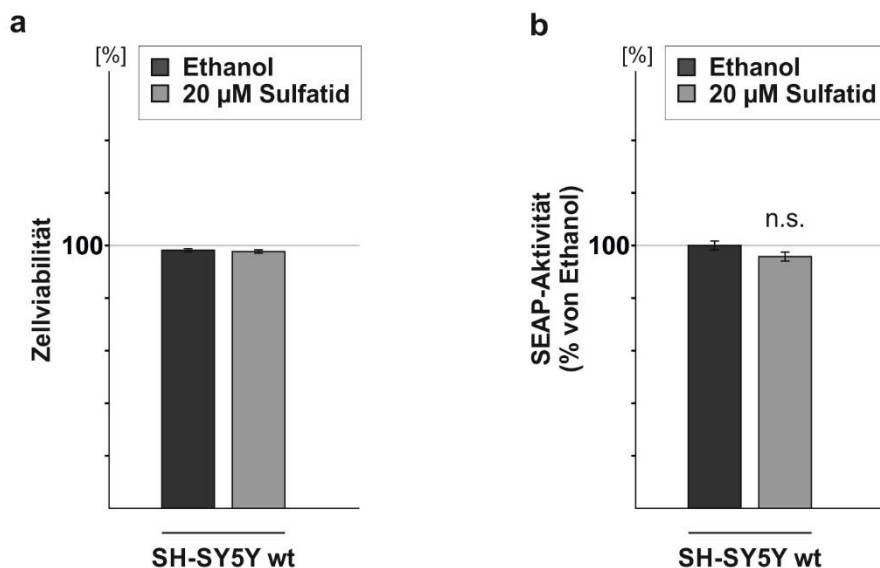 a
[%]
Ethanol
20 µM Sulfatid
Zellviabilität
100
SH-SY5Y wt
b
[%]
Ethanol
20 µM Sulfatid
SEAP-Aktivität
(% von Ethanol)
100
n.s.
SH-SY5Y wt